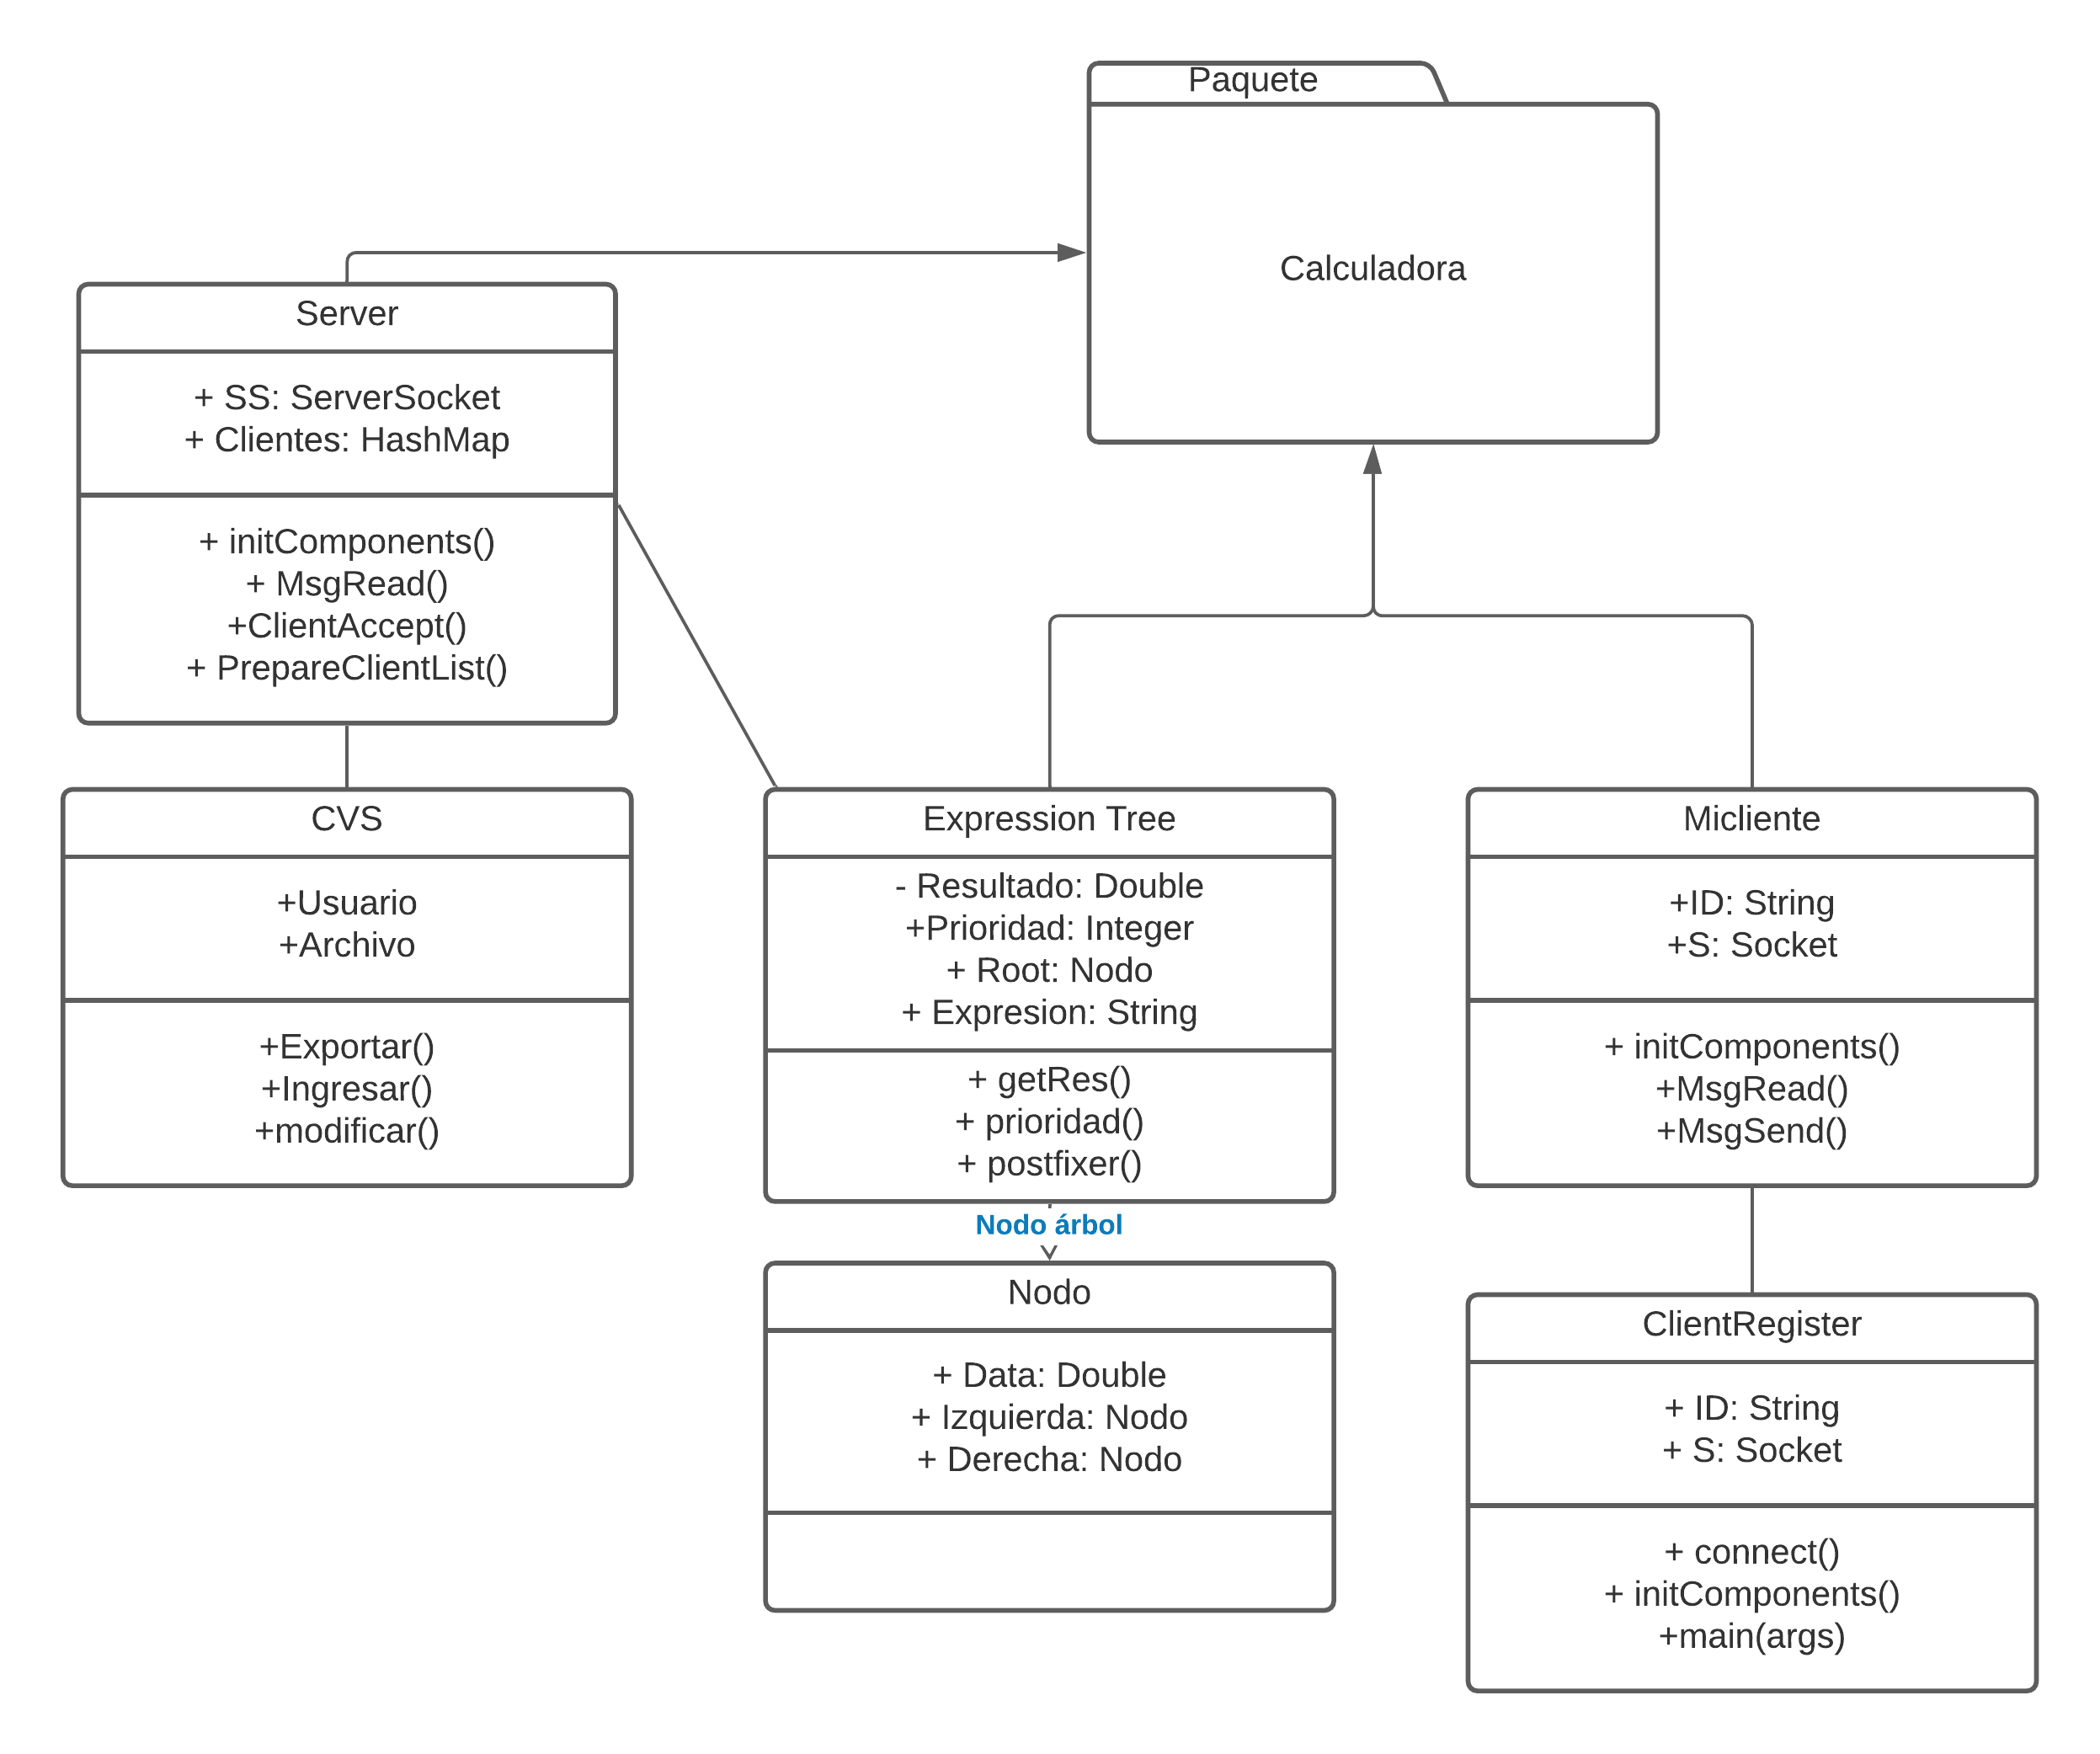 Paquete
Calculadora
Server
+ SS: ServerSocket
+ Clientes: HashMap
+ initComponents()
+ MsgRead()
+ClientAccept()
+ PrepareClientList()
CVS
+Usuario
+Archivo
+Exportar()
+Ingresar()
+modificar()
Expression Tree
- Resultado: Double
+Prioridad: Integer
+ Root: Nodo
+ Expresion: String
+ getRes()
+ prioridad()
+ postfixer()
Nodo árbol
Nodo
+ Data: Double
+ Izquierda: Nodo
+ Derecha: Nodo
Micliente
+ID: String
+S: Socket
+ initComponents()
+MsgRead()
+MsgSend()
ClientRegister
+ ID: String
+ S: Socket
+ connect()
+ initComponents()
+main(args)